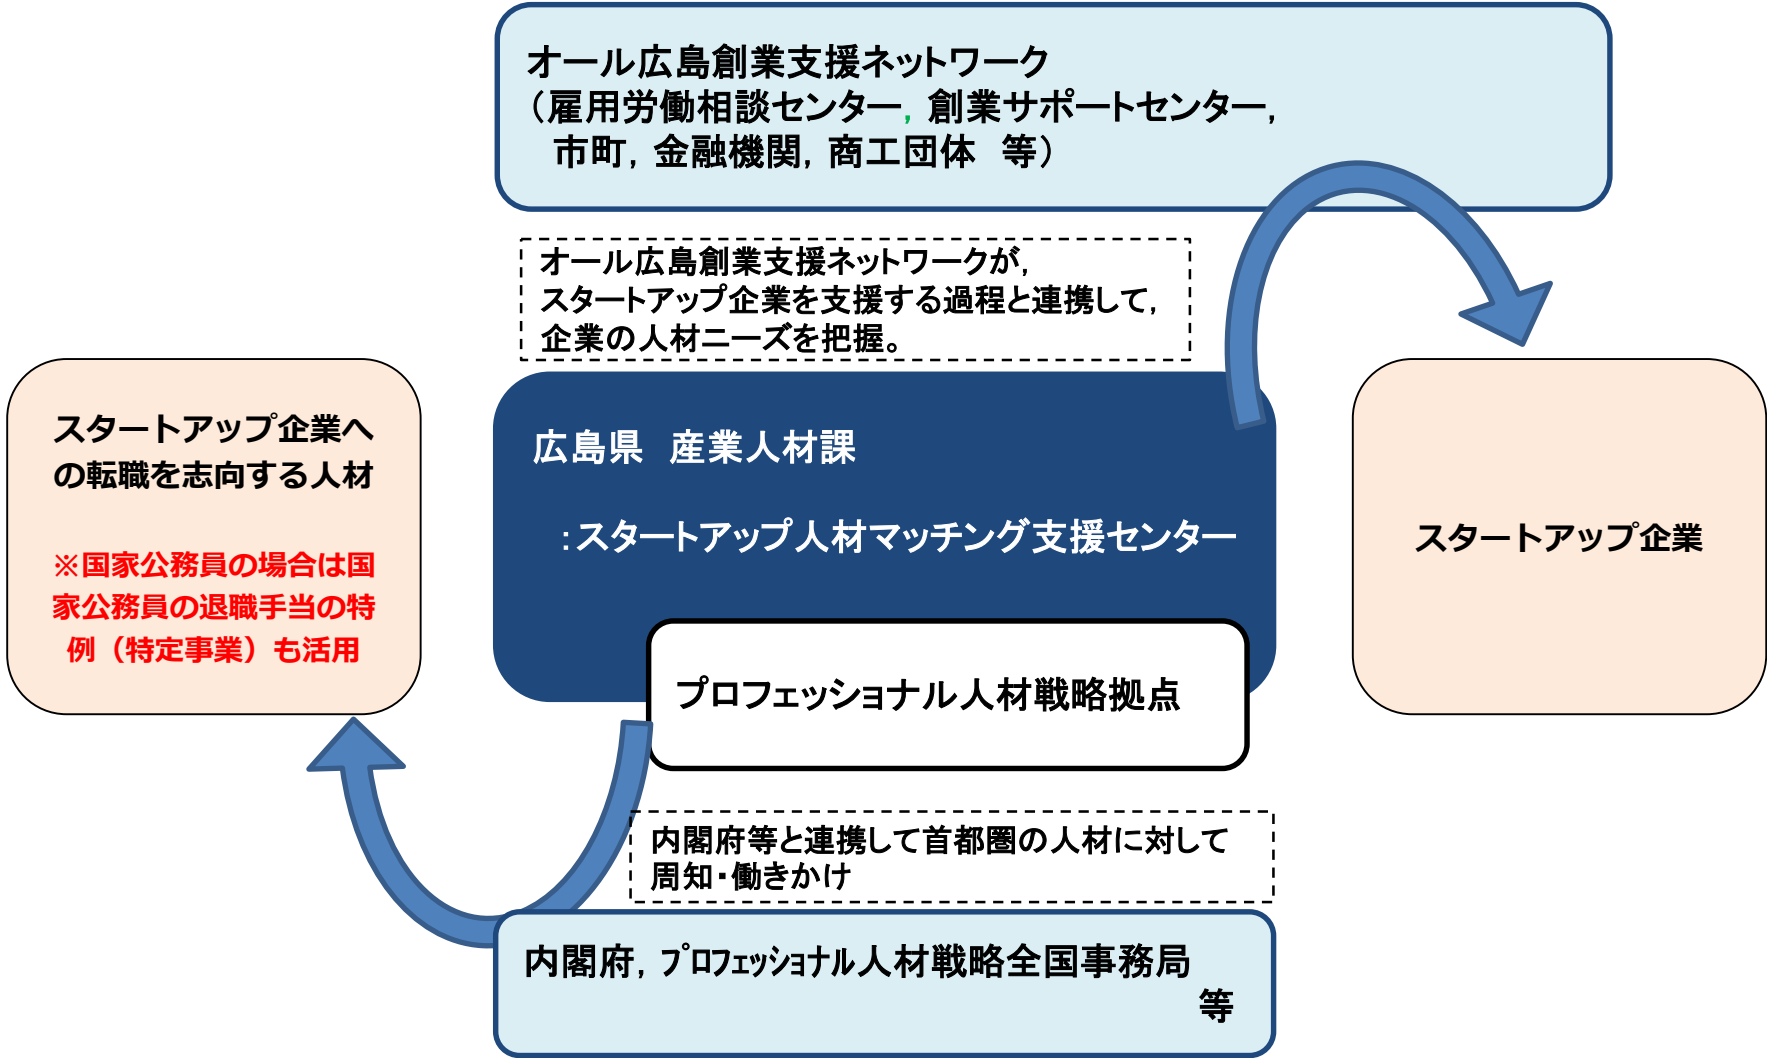 オール広島創業支援ネットワーク
（雇用労働相談センター，創業サポートセンター，
市町，金融機関，商工団体　等）
オール広島創業支援ネットワークが，
スタートアップ企業を支援する過程と連携して，
企業の人材ニーズを把握。
スタートアップ企業へ
の転職を志向する人材
※国家公務員の場合は国
家公務員の退職手当の特
例（特定事業）も活用
広島県　産業人材課
：スタートアップ人材マッチング支援センター
プロフェッショナル人材戦略拠点
スタートアップ企業
内閣府等と連携して首都圏の人材に対して
周知・働きかけ
内閣府，プロフェッショナル人材戦略全国事務局
等